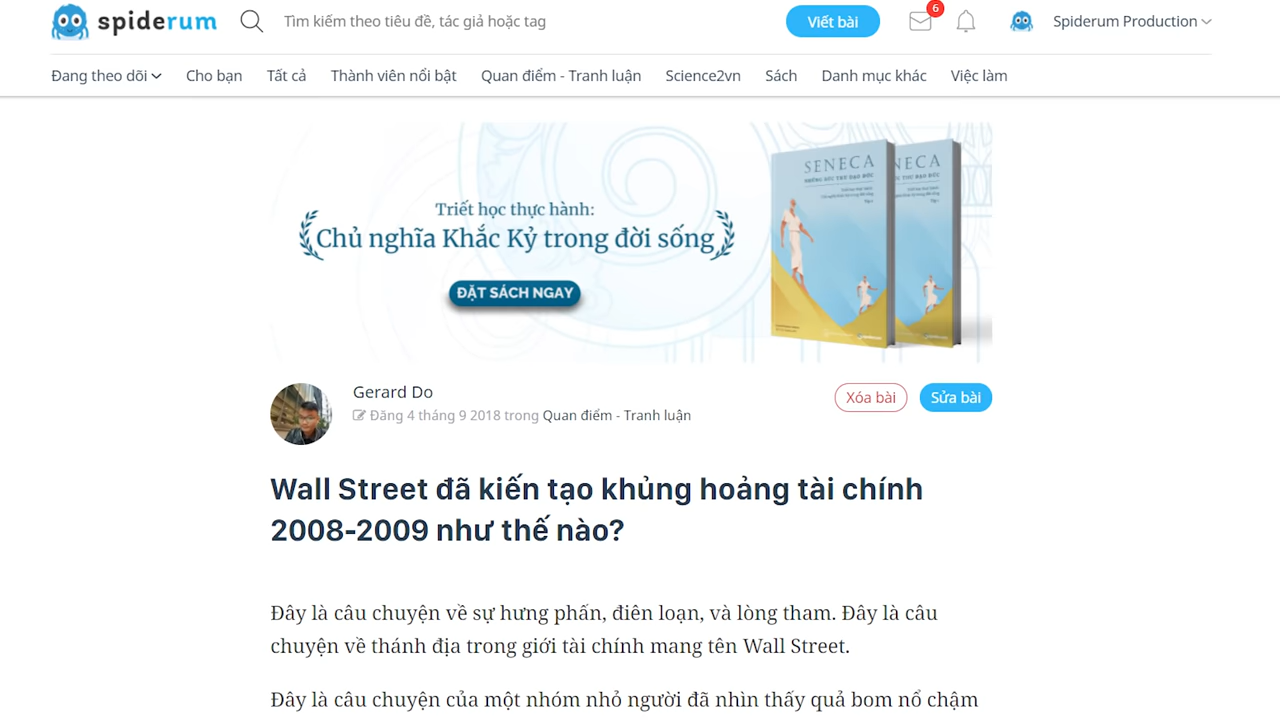 spiderum
Tìm kiếm theo tiêu đề, tác giả hoặc tag
Viết bài
6
Spiderum Production
Đang theo dõi
Cho bạn
Tất cả
Thành viên nổi bật
Quan điểm - Tranh luận
Science2vn
Sách
Danh mục khác
Việc làm
Triết học thực hành:
Chủ nghĩa Khắc Kỷ trong đời sống
ĐẶT SÁCH NGAY
SENECA
NHỮNG BỨC THƯ ĐẠO ĐỨC
Gerard Do
Đăng 4 tháng 9 2018 trong Quan điểm - Tranh luận
Xóa bài
Sửa bài
Wall Street đã kiến tạo khủng hoảng tài chính
2008-2009 như thế nào?
Đây là câu chuyện về sự hưng phấn, điên loạn, và lòng tham. Đây là câu
chuyện về thánh địa trong giới tài chính mang tên Wall Street.
Đây là câu chuyện của một nhóm nhỏ người đã nhìn thấy quả bom nổ chậm